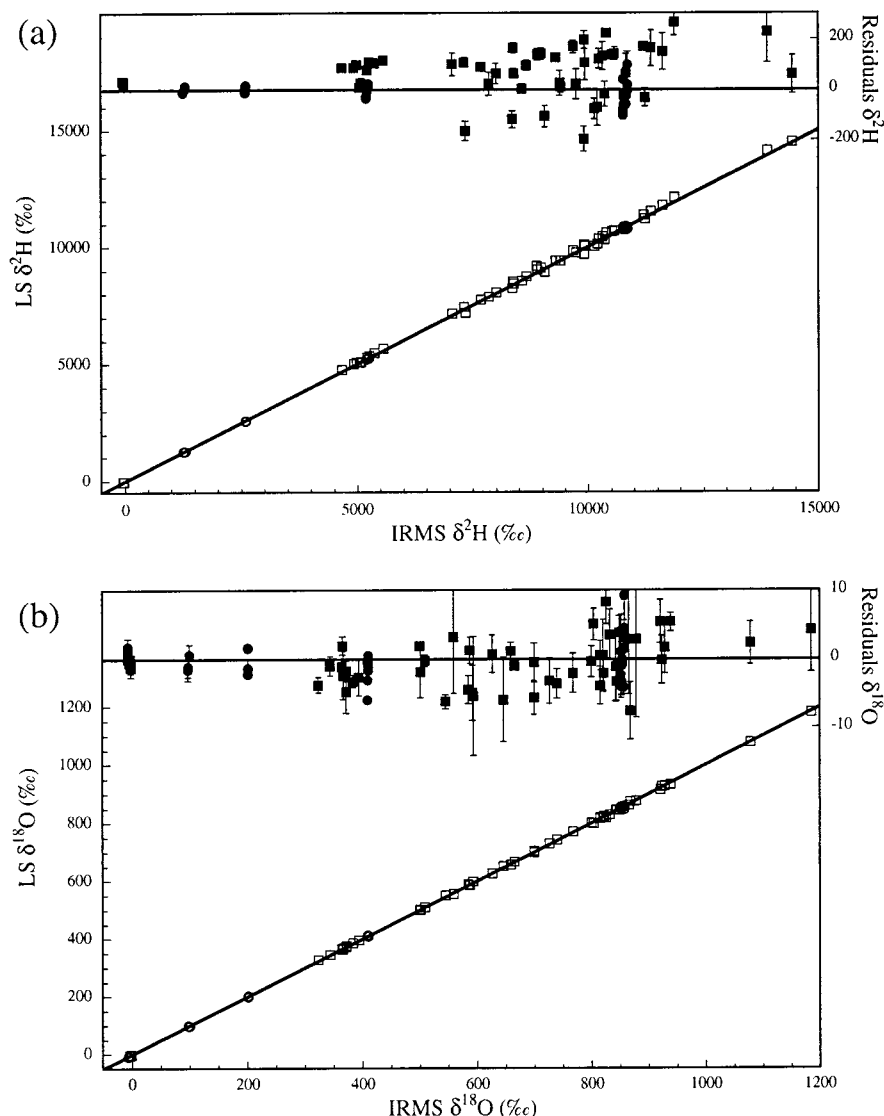 (a)
200
0
-200
Residuals δ²H
15000
10000
5000
0
LS δ²H (‰)
0 5000 10000 15000
IRMS δ²H (‰)
(b)
10
0
-10
Residuals δ¹⁸O
1200
1000
800
600
400
200
0
LS δ¹⁸O (‰)
0 200 400 600 800 1000 1200
IRMS δ¹⁸O (‰)